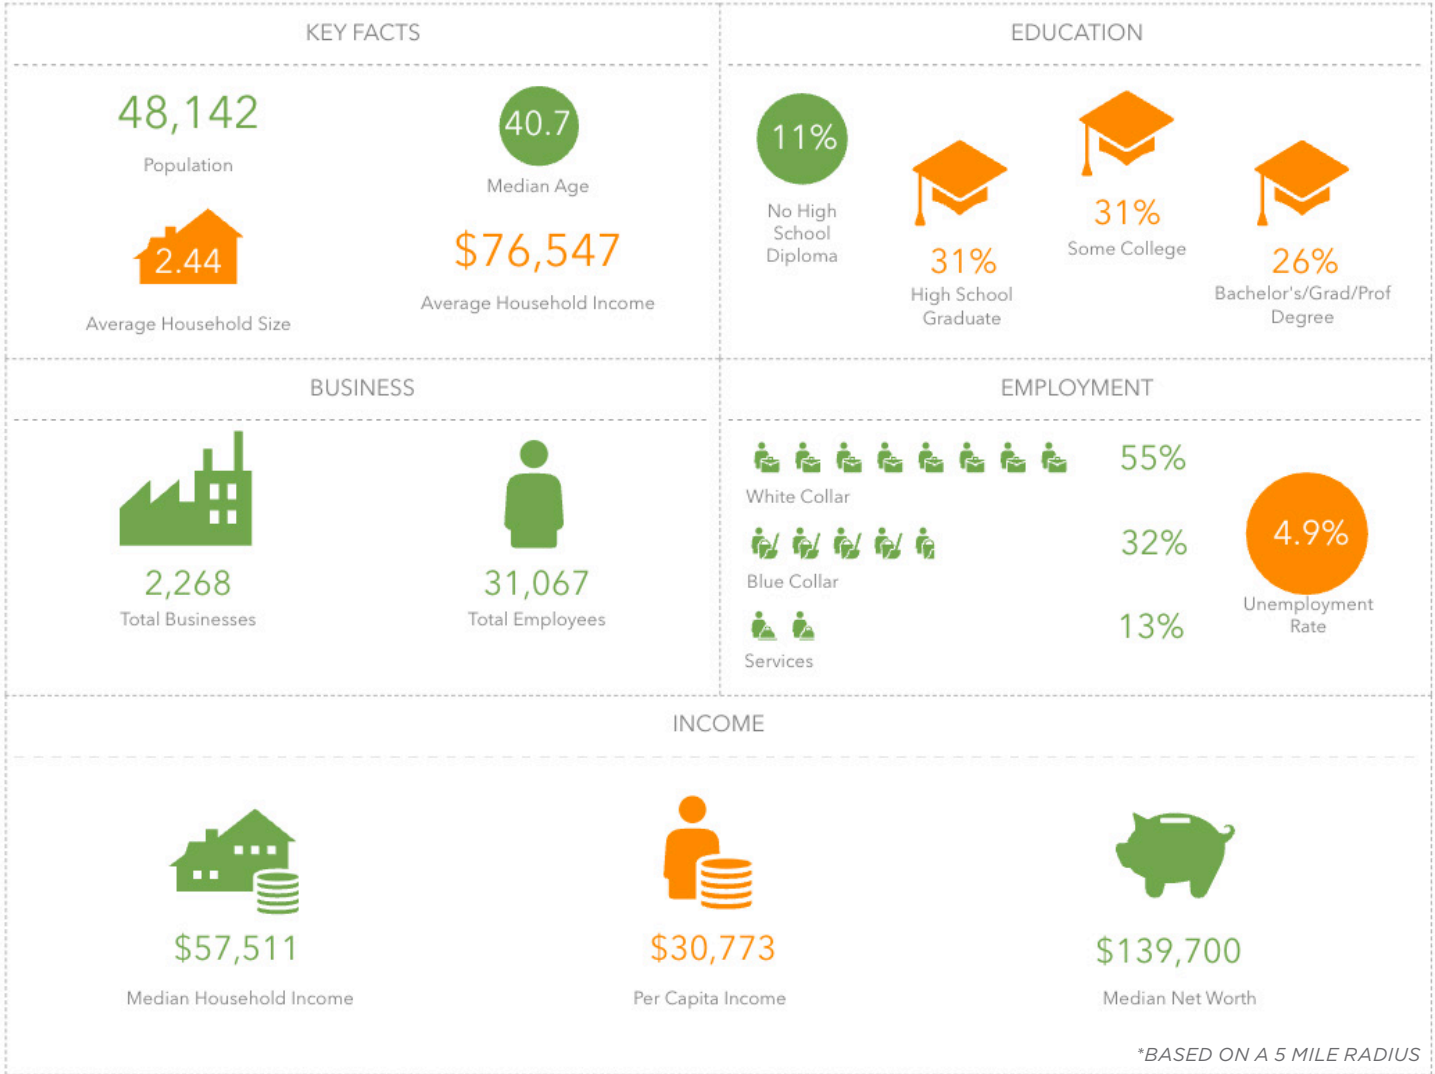 KEY FACTS
48,142
Population
40.7
Median Age
2.44
Average Household Size
$76,547
Average Household Income
EDUCATION
11%
No High
School
Diploma
31%
High School
Graduate
31%
Some College
26%
Bachelor's/Grad/Prof
Degree
BUSINESS
2,268
Total Businesses
31,067
Total Employees
EMPLOYMENT
55%
White Collar
32%
Blue Collar
13%
Services
4.9%
Unemployment
Rate
INCOME
$57,511
Median Household Income
$30,773
Per Capita Income
$139,700
Median Net Worth
*BASED ON A 5 MILE RADIUS